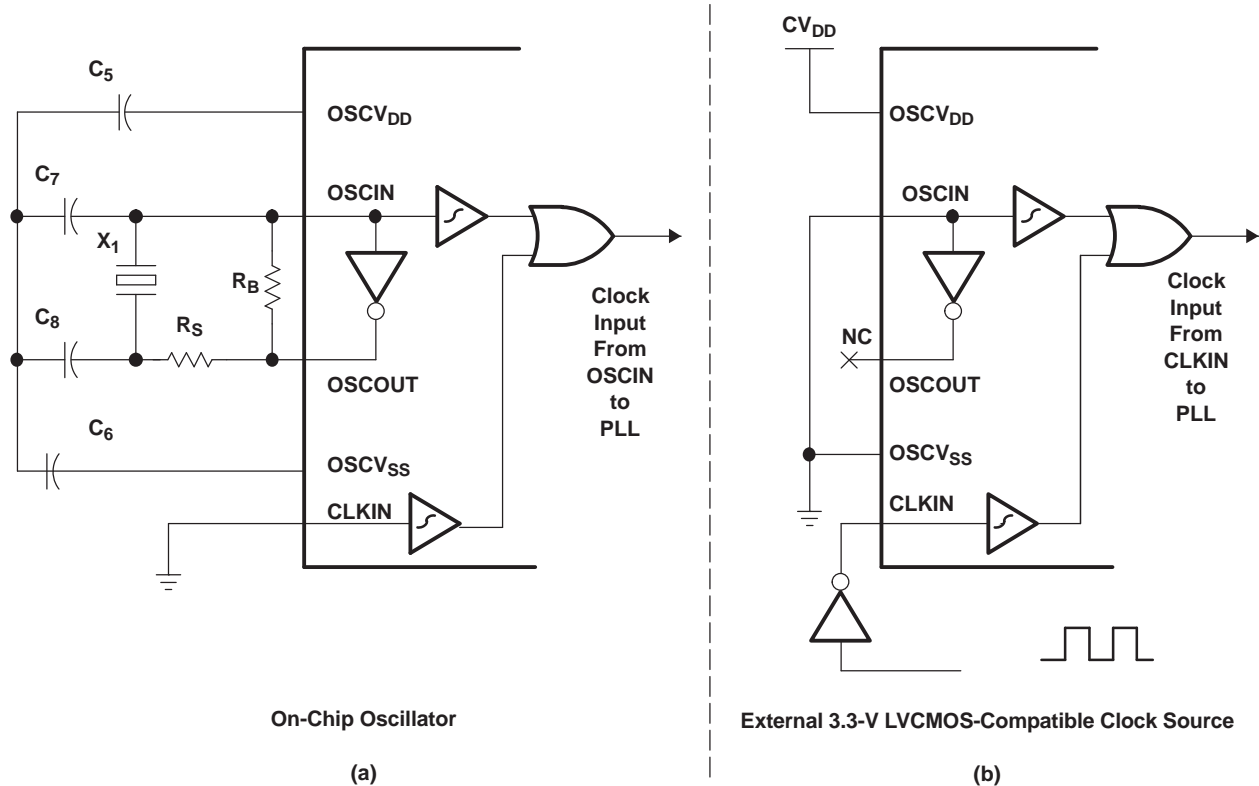 C5
OSCVDD
C7
OSCIN
X1
RB
C8
RS
OSCOUT
C6
OSCVSS
CLKIN
Clock
Input
From
OSCIN
to
PLL
On-Chip Oscillator
(a)
CVDD
OSCVDD
OSCIN
NC
OSCOUT
OSCVSS
CLKIN
Clock
Input
From
CLKIN
to
PLL
External 3.3-V LVCMOS-Compatible Clock Source
(b)